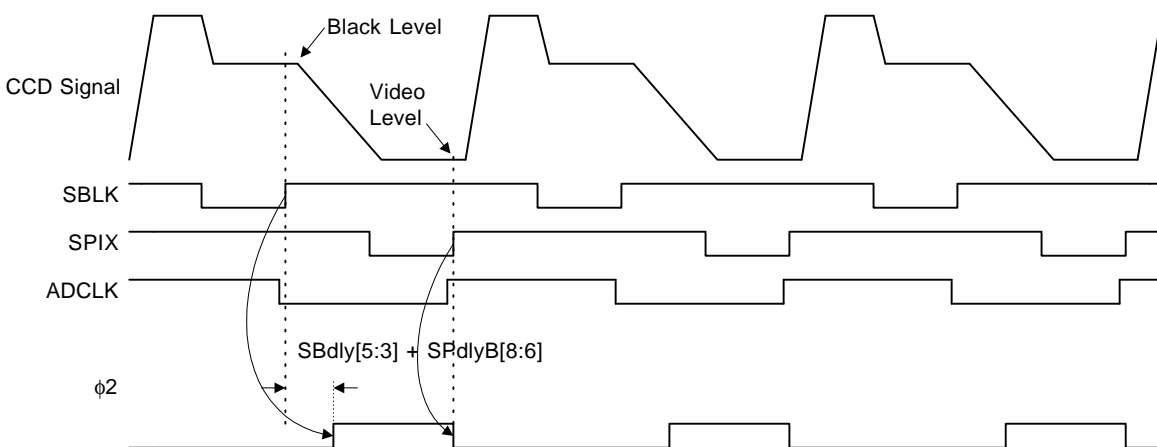 Black Level
CCD Signal
Video
Level
SBLK
SPIX
ADCLK
SBdly[5:3] + SPdlyB[8:6]
ϕ2